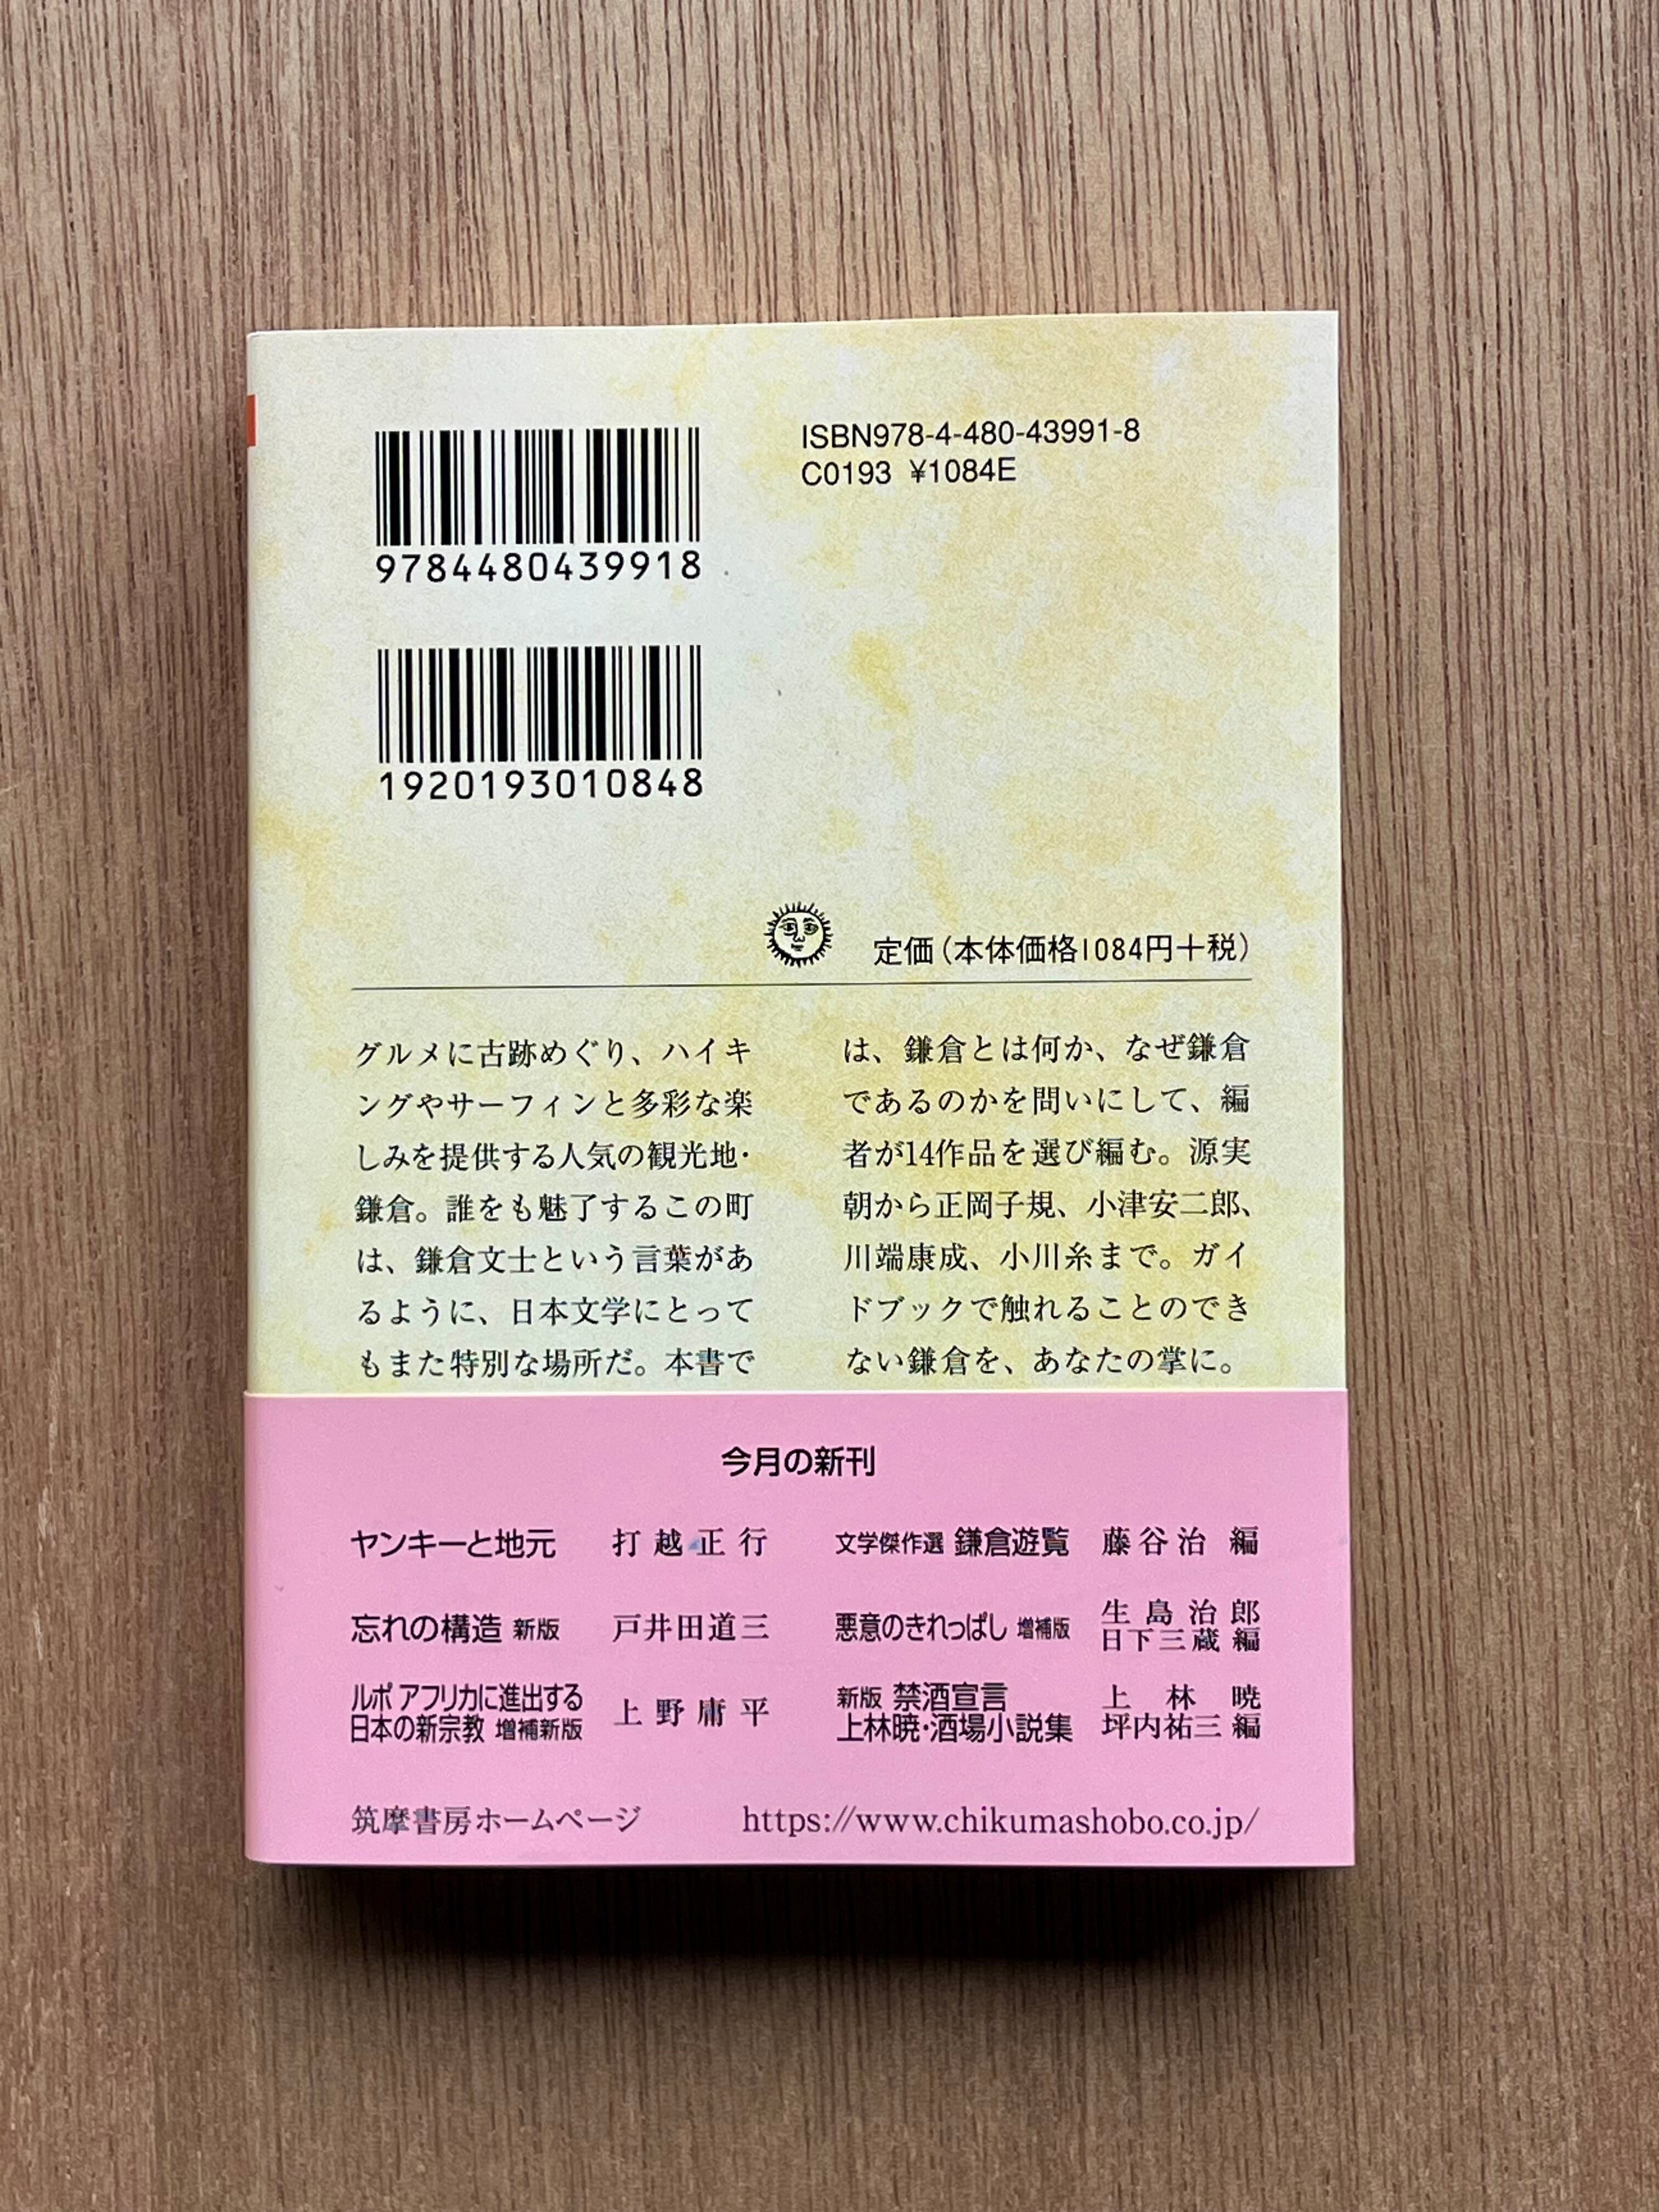 ISBN978-4-480-43991-8
C0193 ¥1084E
9784480439918
1920193010848
定価(本体価格1084円+税)
グルメに古跡めぐり、ハイキ
ングやサーフィンと多彩な楽
しみを提供する人気の観光地・
鎌倉。誰をも魅了するこの町
は、鎌倉文士という言葉があ
るように、日本文学にとって
もまた特別な場所だ。本書で
は、鎌倉とは何か、なぜ鎌倉
であるのかを問いにして、編
者が14作品を選び編む。源実
朝から正岡子規、小津安二郎、
川端康成、小川糸まで。ガイ
ドブックで触れることのでき
ない鎌倉を、あなたの掌に。
今月の新刊
ヤンキーと地元 打越正行
忘れの構造 新版 戸井田道三
ルポ アフリカに進出する
日本の新宗教 増補新版 上野庸平
文学傑作選 鎌倉遊覧 藤谷治 編
悪意のきれっぱし 増補版 生島治郎
日下三蔵 編
新版 禁酒宣言 上林暁
上林暁・酒場小説集 坪内祐三 編
筑摩書房ホームページ https://www.chikumashobo.co.jp/